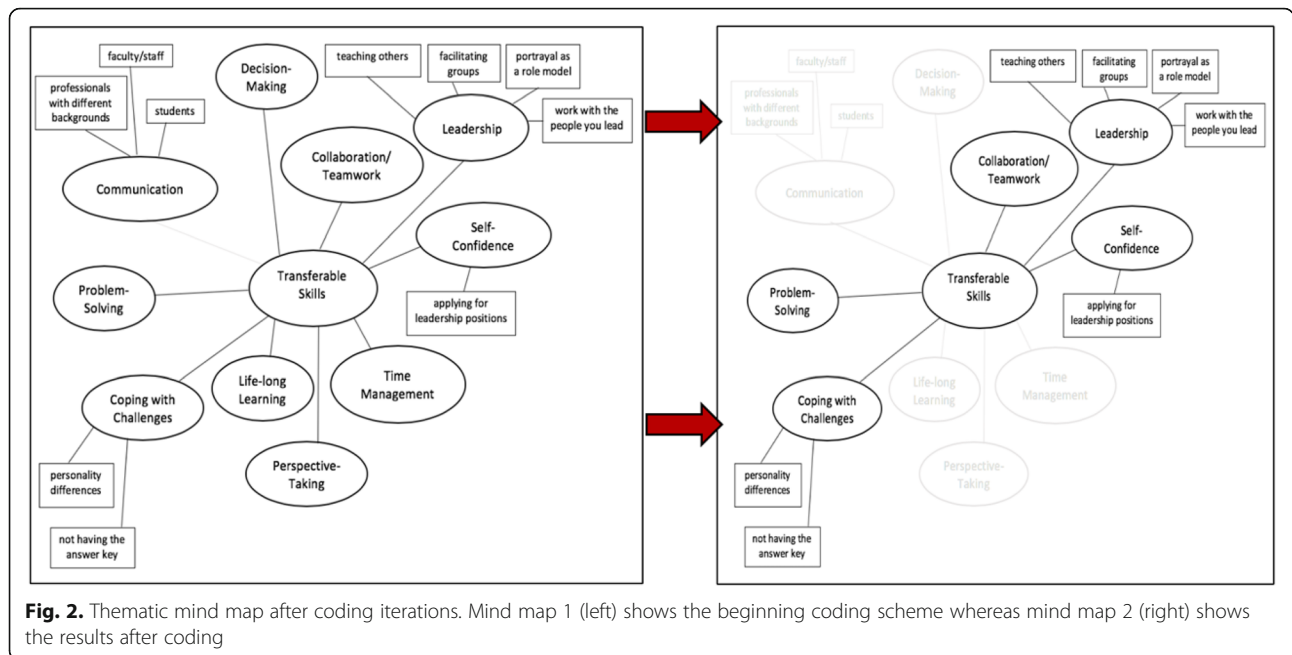 faculty/staff
professionals
with different
backgrounds
students
Communication
Decision-
Making
teaching others
facilitating
groups
portrayal as
a role model
work with the
people you lead
Leadership
Collaboration/
Teamwork
Self-
Confidence
applying for
leadership positions
Transferable
Skills
Problem-
Solving
Coping with
Challenges
personality
differences
not having the
answer key
Life-long
Learning
Time
Management
Perspective-
Taking
faculty/staff
professionals
with different
backgrounds
students
Communication
Decision-
Making
teaching others
facilitating
groups
portrayal as
a role model
work with the
people you lead
Leadership
Collaboration/
Teamwork
Self-
Confidence
applying for
leadership positions
Transferable
Skills
Problem-
Solving
Coping with
Challenges
personality
differences
not having the
answer key
Life-long
Learning
Time
Management
Perspective-
Taking
Fig. 2. Thematic mind map after coding iterations. Mind map 1 (left) shows the beginning coding scheme whereas mind map 2 (right) shows
the results after coding